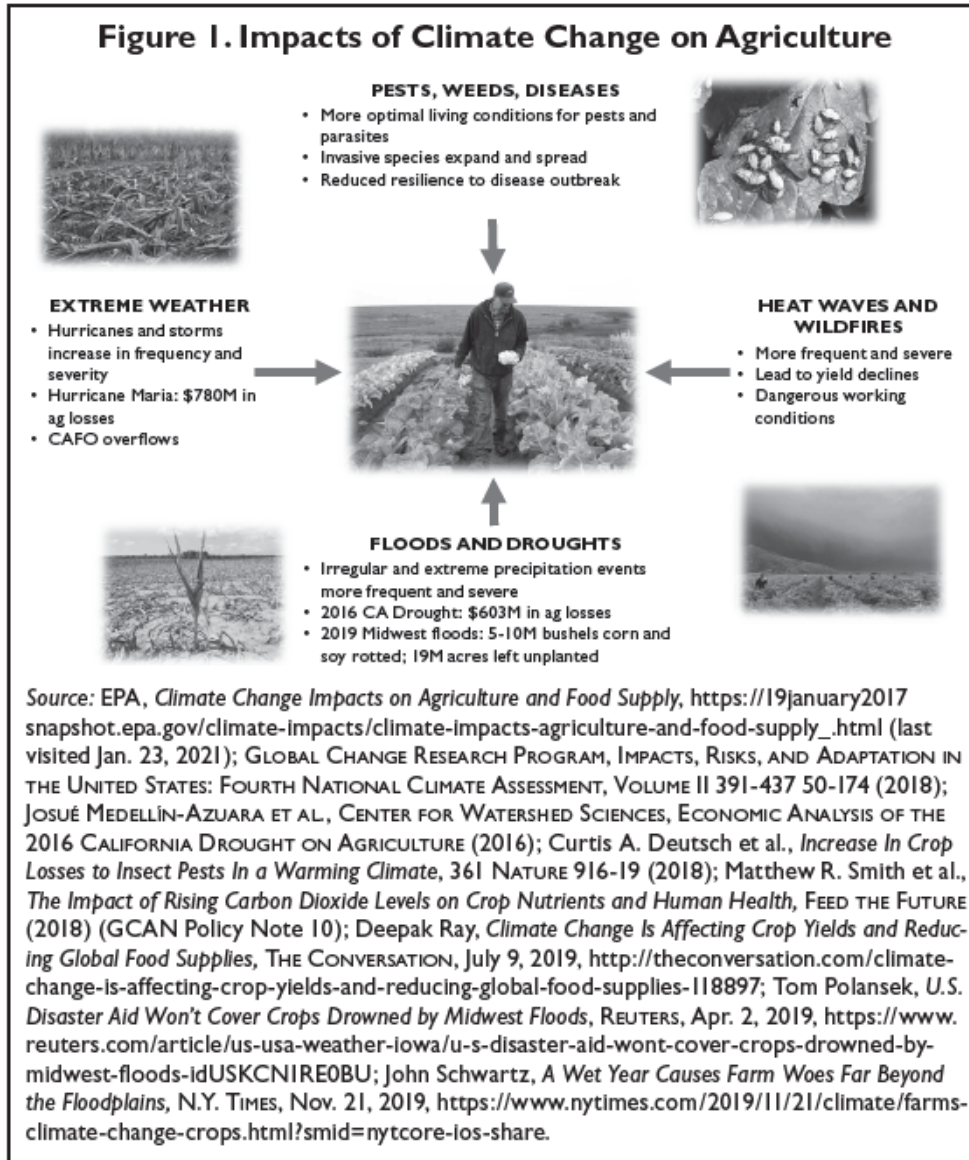 Figure 1. Impacts of Climate Change on Agriculture
PESTS, WEEDS, DISEASES
• More optimal living conditions for pests and
parasites
• Invasive species expand and spread
• Reduced resilience to disease outbreak
EXTREME WEATHER
• Hurricanes and storms
increase in frequency and
severity
• Hurricane Maria: $780M in
ag losses
• CAFO overflows
HEAT WAVES AND
WILDFIRES
• More frequent and severe
• Lead to yield declines
• Dangerous working
conditions
FLOODS AND DROUGHTS
• Irregular and extreme precipitation events
more frequent and severe
• 2016 CA Drought: $603M in ag losses
• 2019 Midwest floods: 5-10M bushels corn and
soy rotted; 19M acres left unplanted
Source: EPA, Climate Change Impacts on Agriculture and Food Supply, https://19january2017
snapshot.epa.gov/climate-impacts/climate-impacts-agriculture-and-food-supply_.html (last
visited Jan. 23, 2021); GLOBAL CHANGE RESEARCH PROGRAM, IMPACTS, RISKS, AND ADAPTATION IN
THE UNITED STATES: FOURTH NATIONAL CLIMATE ASSESSMENT, VOLUME II 391-437 50-174 (2018);
JOSUÉ MEDELLÍN-AZUARA ET AL., CENTER FOR WATERSHED SCIENCES, ECONOMIC ANALYSIS OF THE
2016 CALIFORNIA DROUGHT ON AGRICULTURE (2016); Curtis A. Deutsch et al., Increase In Crop
Losses to Insect Pests In a Warming Climate, 361 NATURE 916-19 (2018); Matthew R. Smith et al.,
The Impact of Rising Carbon Dioxide Levels on Crop Nutrients and Human Health, FEED THE FUTURE
(2018) (GCAN Policy Note 10); Deepak Ray, Climate Change Is Affecting Crop Yields and Reduc-
ing Global Food Supplies, THE CONVERSATION, July 9, 2019, http://theconversation.com/climate-
change-is-affecting-crop-yields-and-reducing-global-food-supplies-118897; Tom Polansek, U.S.
Disaster Aid Won't Cover Crops Drowned by Midwest Floods, REUTERS, Apr. 2, 2019, https://www.
reuters.com/article/us-usa-weather-iowa/u-s-disaster-aid-wont-cover-crops-drowned-by-
midwest-floods-idUSKCN1RE0BU; John Schwartz, A Wet Year Causes Farm Woes Far Beyond
the Floodplains, N.Y. TIMES, Nov. 21, 2019, https://www.nytimes.com/2019/11/21/climate/farms-
climate-change-crops.html?smid=nytcore-ios-share.